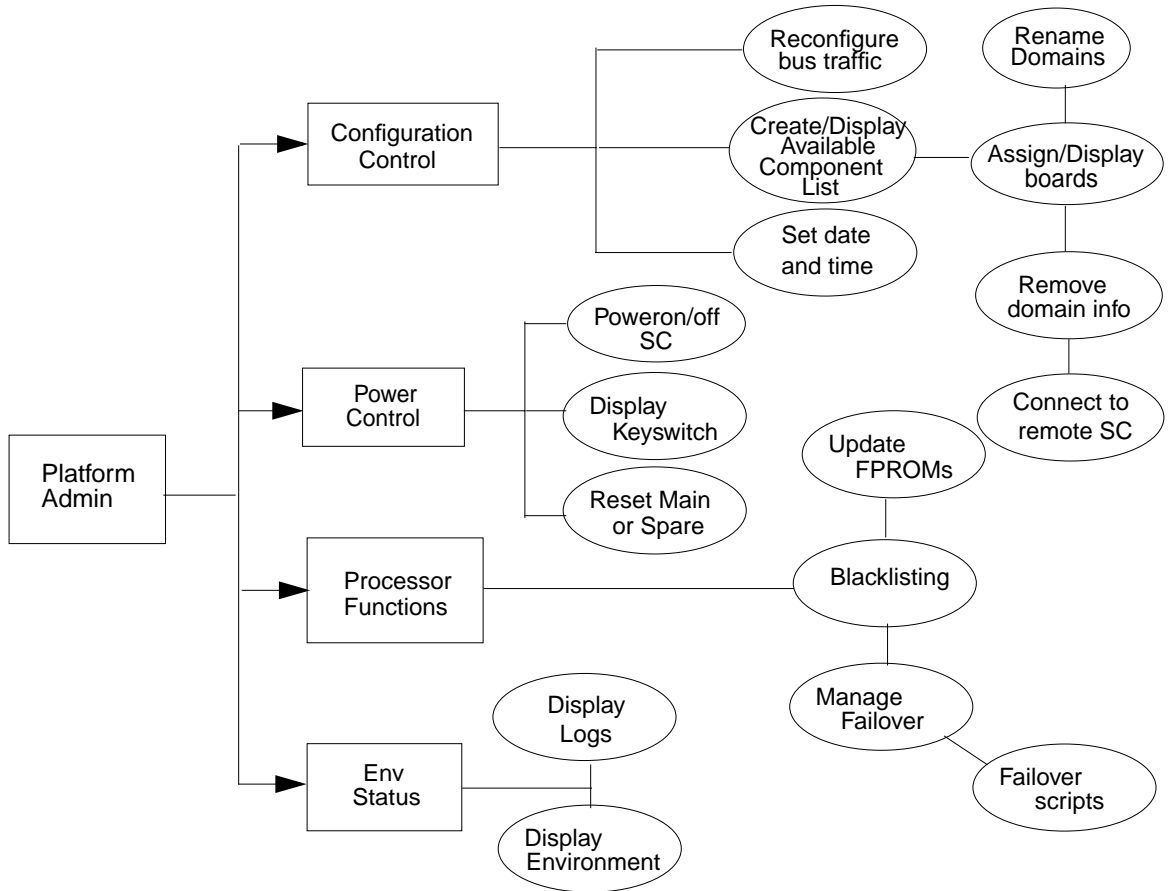 Reconfigure
bus traffic
Rename
Domains
Configuration
Control
Create/Display
Available
Component
List
Assign/Display
boards
Set date
and time
Remove
domain info
Poweron/off
SC
Power
Control
Display
Keyswitch
Connect to
remote SC
Platform
Admin
Update
FPROMs
Reset Main
or Spare
Processor
Functions
Blacklisting
Manage
Failover
Display
Logs
Env
Status
Failover
scripts
Display
Environment